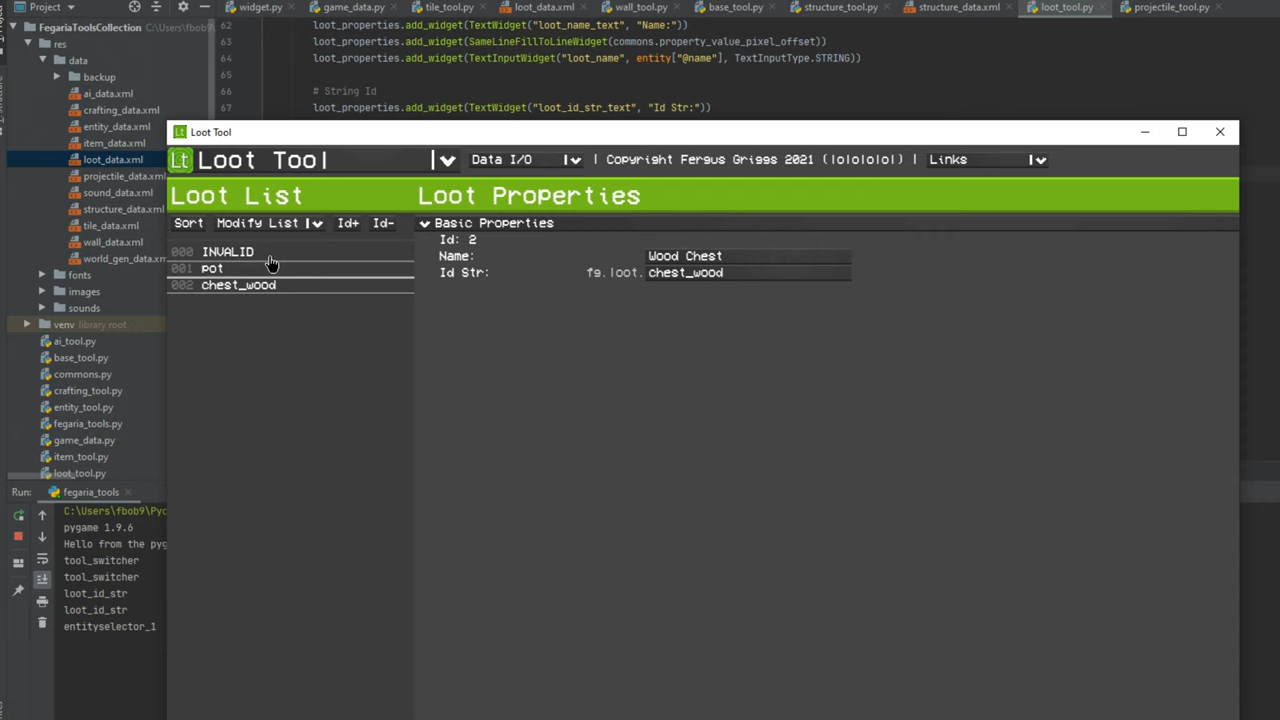 Project
widget.py
game_data.py
tile_tool.py
loot_data.xml
wall_tool.py
base_tool.py
structure_tool.py
structure_data.xml
loot_tool.py
projectile_tool.py
FegariaToolsCollection C:\Users\fbob9
res
data
backup
ai_data.xml
crafting_data.xml
entity_data.xml
item_data.xml
loot_data.xml
projectile_data.xm
sound_data.xml
structure_data.xml
tile_data.xml
wall_data.xml
world_gen_data.xm
fonts
images
sounds
venv library root
ai_tool.py
base_tool.py
commons.py
crafting_tool.py
entity_tool.py
fegaria_tools.py
game_data.py
item_tool.py
loot_tool.py
62 loot_properties.add_widget(TextWidget("loot_name_text", "Name:"))
63 loot_properties.add_widget(SameLineFillToLineWidget(commons.property_value_pixel_offset))
64 loot_properties.add_widget(TextInputWidget("loot_name", entity["@name"], TextInputType.STRING))
65
66 # String Id
67 loot_properties.add_widget(TextWidget("loot_id_str_text", "Id Str:"))
Lt Loot Tool
Lt Loot Tool
Data I/O
| Copyright Fergus Griggs 2021 (lolololol) |
Links
Loot List
Loot Properties
Sort
Modify List
Id+
Id-
Basic Properties
000 INVALID
001 pot
002 chest_wood
Id: 2
Name: Wood Chest
Id Str: fg.loot. chest_wood
Run: fegaria_tools
C:\Users\fbob9\Pyc
pygame 1.9.6
Hello from the pyg
tool_switcher
tool_switcher
loot_id_str
loot_id_str
entityselector_1